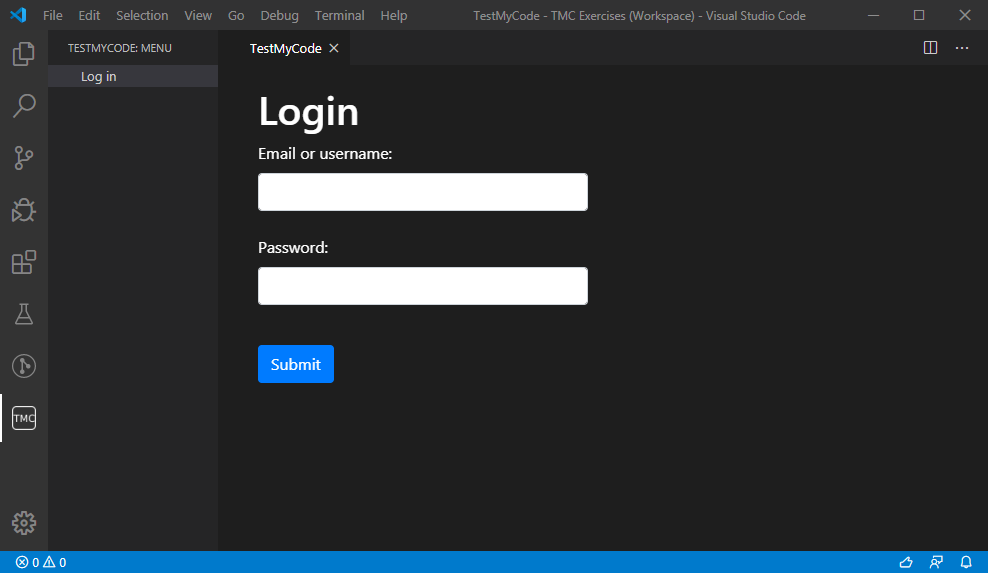 File Edit Selection View Go Debug Terminal Help TestMyCode - TMC Exercises (Workspace) - Visual Studio Code
TESTMYCODE: MENU
TestMyCode
Log in
Login
Email or username:
Password:
Submit
TMC
0 0